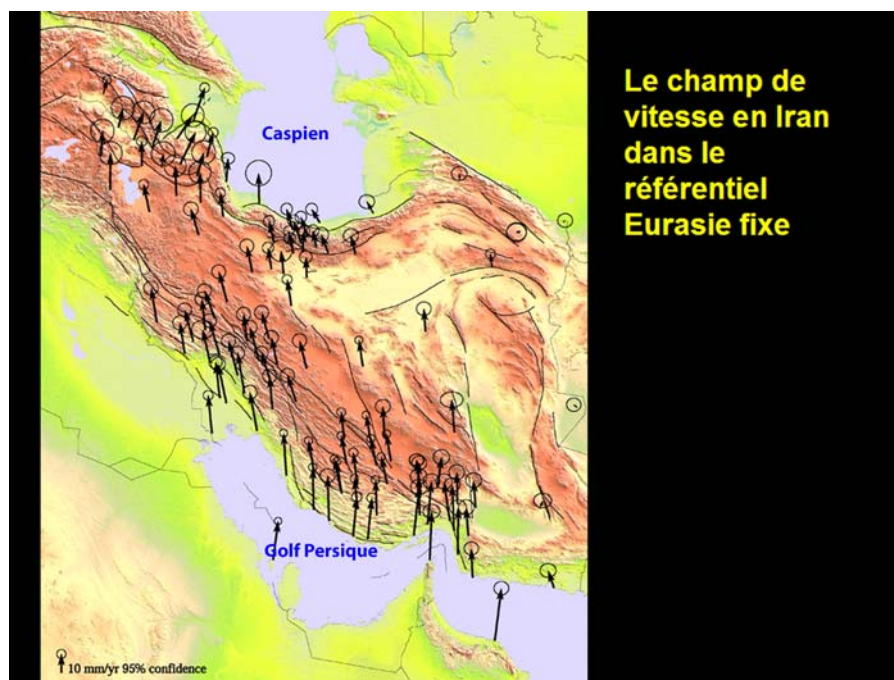 Le champ de
vitesse en Iran
dans le
référentiel
Eurasie fixe
Caspien
Golf Persique
10 mm/yr 95% confidence